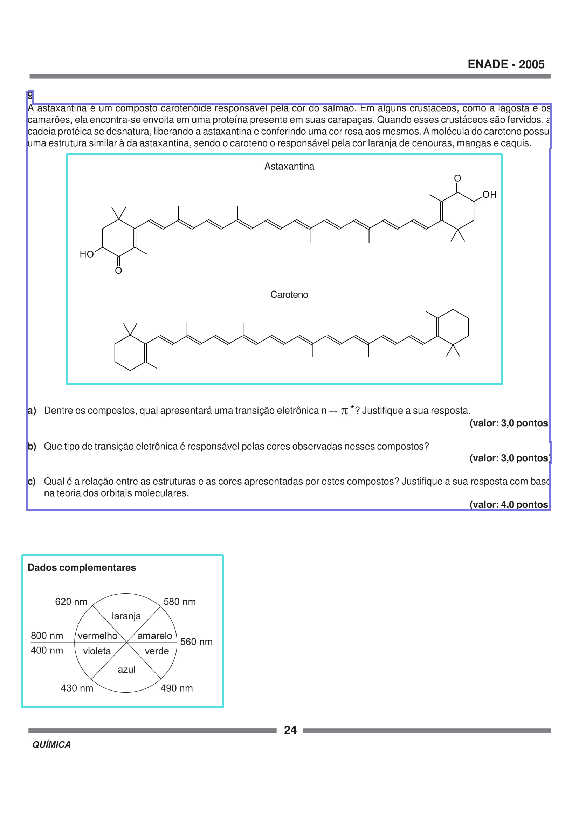 ENADE - 2005
A astaxantina é um composto carotenoide responsável pela cor do salmão. Em alguns crustáceos, como a lagosta e os
camarões, ela encontra-se envolta em uma proteína presente em suas carapaças. Quando esses crustáceos são fervidos, a
cadeia protéica se desnatura, liberando a astaxantina e conferindo uma cor rosa aos mesmos. A molécula do caroteno possui
uma estrutura similar à da astaxantina, sendo o caroteno o responsável pela cor laranja de cenouras, mangas e caquis.
Astaxantina
O
OH
HO
O
Caroteno
a) Dentre os compostos, qual apresentará uma transição eletrônica n → π*? Justifique a sua resposta.
(valor: 3,0 pontos
b) Que tipo de transição eletrônica é responsável pelas cores observadas nesses compostos?
(valor: 3,0 pontos)
c) Qual é a relação entre as estruturas e as cores apresentadas por estes compostos? Justifique a sua resposta com base
na teoria dos orbitais moleculares.
(valor: 4,0 pontos
Dados complementares
620 nm 580 nm
laranja
800 nm vermelho amarelo
560 nm
400 nm violeta verde
azul
430 nm 490 nm
24
QUÍMICA